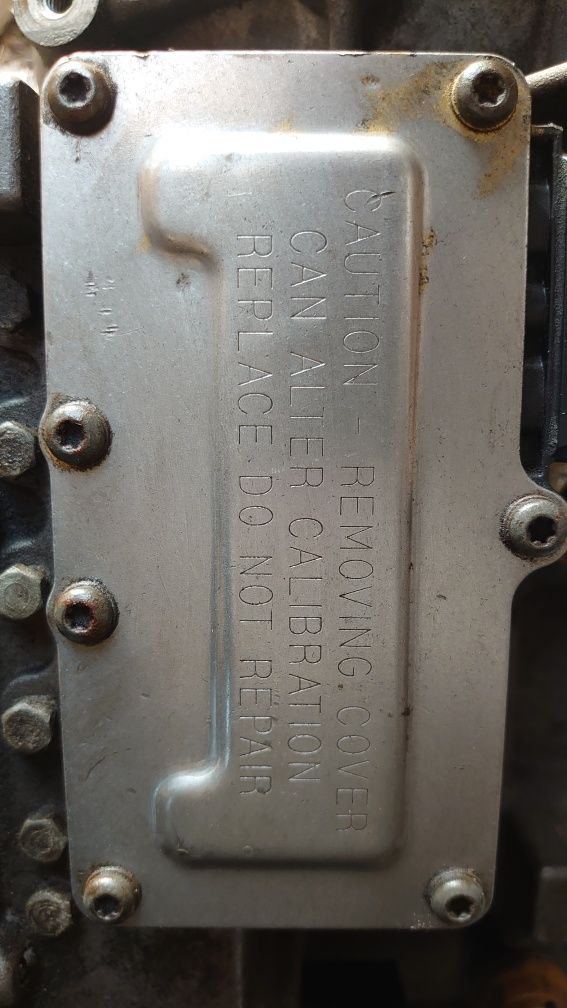 CAUTION - REMOVING COVER
CAN ALTER CALIBRATION
REPLACE DO NOT REPAIR